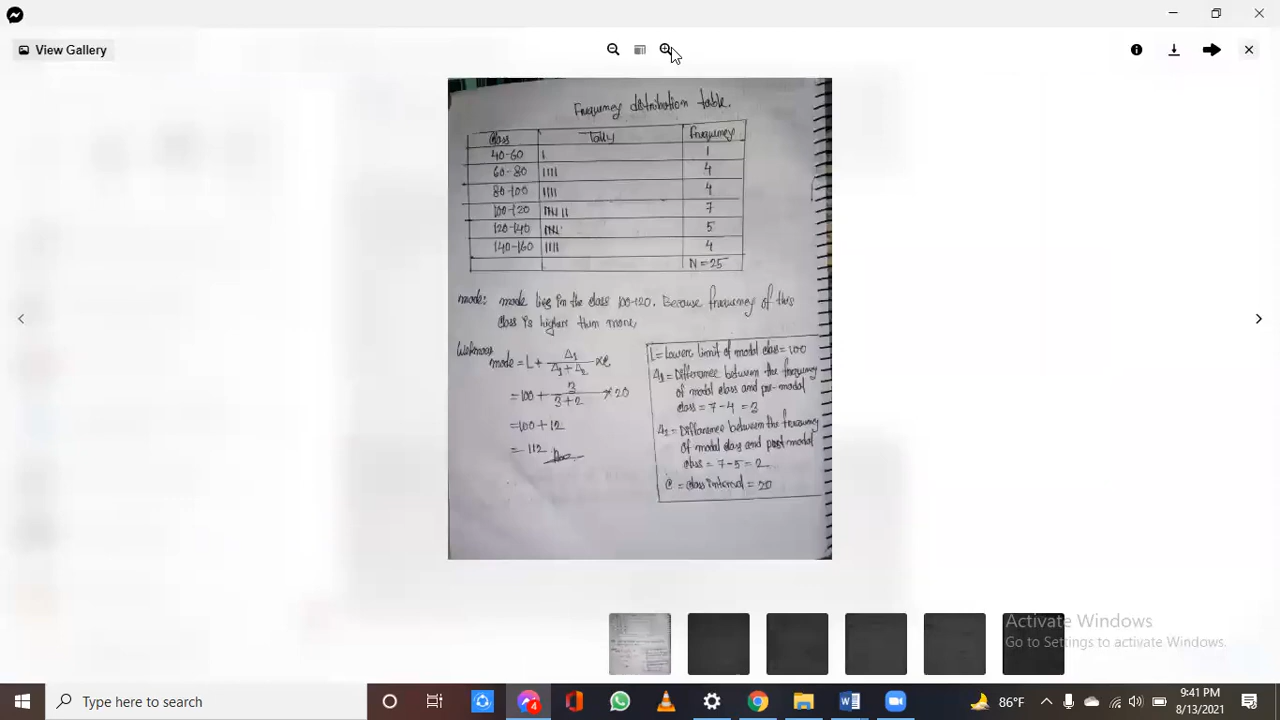 View Gallery
Frequency distribution table.
Class Tally Frequency
40-60 | 1
60-80 |||| 4
80-100 |||| 4
100-120 7
120-140 5
140-160 |||| 4
N = 25
mode: mode lies in the class 100-120. Because frequency of this
class is higher than
mode = L + Δ1 / Δ1 + Δ2 × c
= 100 + 3 / 3 + 2 × 20
= 100 + 12
= 112
L = Lower limit of modal class = 100
Δ1 = Difference between the frequency
of modal class and pre-modal
class = 7 - 4 = 3
Δ2 = Difference between the frequency
of modal class and post modal
class = 7 - 5 = 2
c = class interval = 20
Activate Windows
Go to Settings to activate Windows.
Type here to search
4
86°F
9:41 PM
8/13/2021